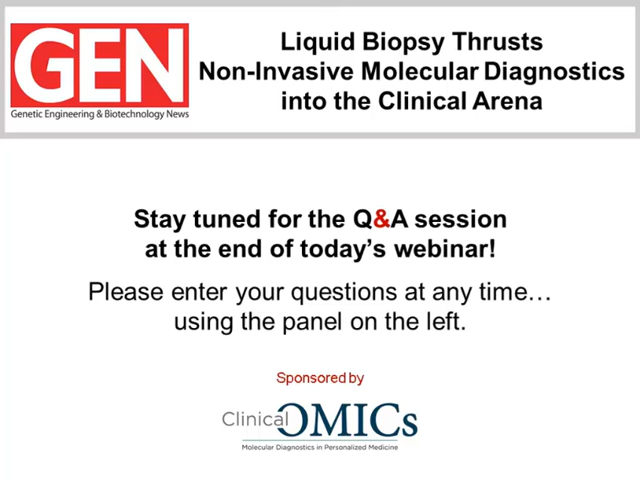 GEN
Genetic Engineering & Biotechnology News
Liquid Biopsy Thrusts
Non-Invasive Molecular Diagnostics
into the Clinical Arena
Stay tuned for the Q&A session
at the end of today’s webinar!
Please enter your questions at any time…
using the panel on the left.
Sponsored by
Clinical OMICs
Molecular Diagnostics in Personalized Medicine